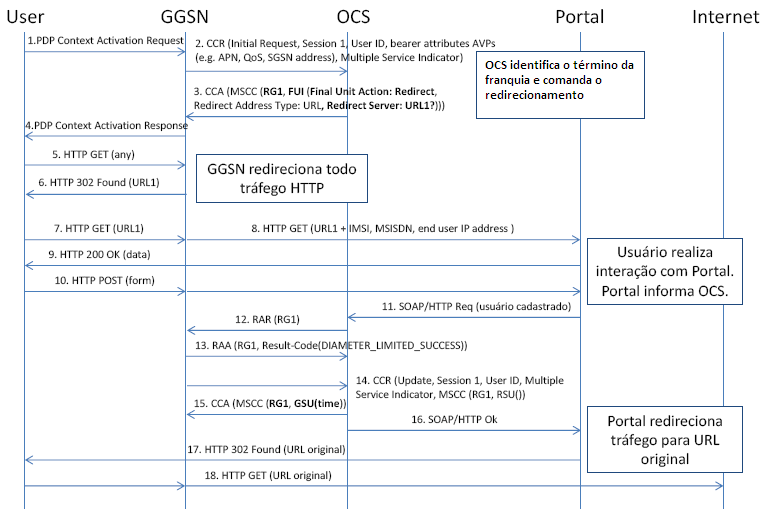 User GGSN OCS Portal Internet
1.PDP Context Activation Request
2. CCR (Initial Request, Session 1, User ID, bearer attributes AVPs
(e.g. APN, QoS, SGSN address), Multiple Service Indicator)
OCS identifica o término da
franquia e comanda o
redirecionamento
3. CCA (MSCC (RG1, FUI (Final Unit Action: Redirect,
Redirect Address Type: URL, Redirect Server: URL1?)))
4.PDP Context Activation Response
5. HTTP GET (any)
6. HTTP 302 Found (URL1)
GGSN redireciona todo
tráfego HTTP
7. HTTP GET (URL1)
8. HTTP GET (URL1 + IMSI, MSISDN, end user IP address )
9. HTTP 200 OK (data)
10. HTTP POST (form)
Usuário realiza
interação com Portal.
Portal informa OCS.
11. SOAP/HTTP Req (usuário cadastrado)
12. RAR (RG1)
13. RAA (RG1, Result-Code(DIAMETER_LIMITED_SUCCESS))
14. CCR (Update, Session 1, User ID, Multiple
Service Indicator, MSCC (RG1, RSU())
15. CCA (MSCC (RG1, GSU(time))
16. SOAP/HTTP Ok
Portal redireciona
tráfego para URL
original
17. HTTP 302 Found (URL original)
18. HTTP GET (URL original)